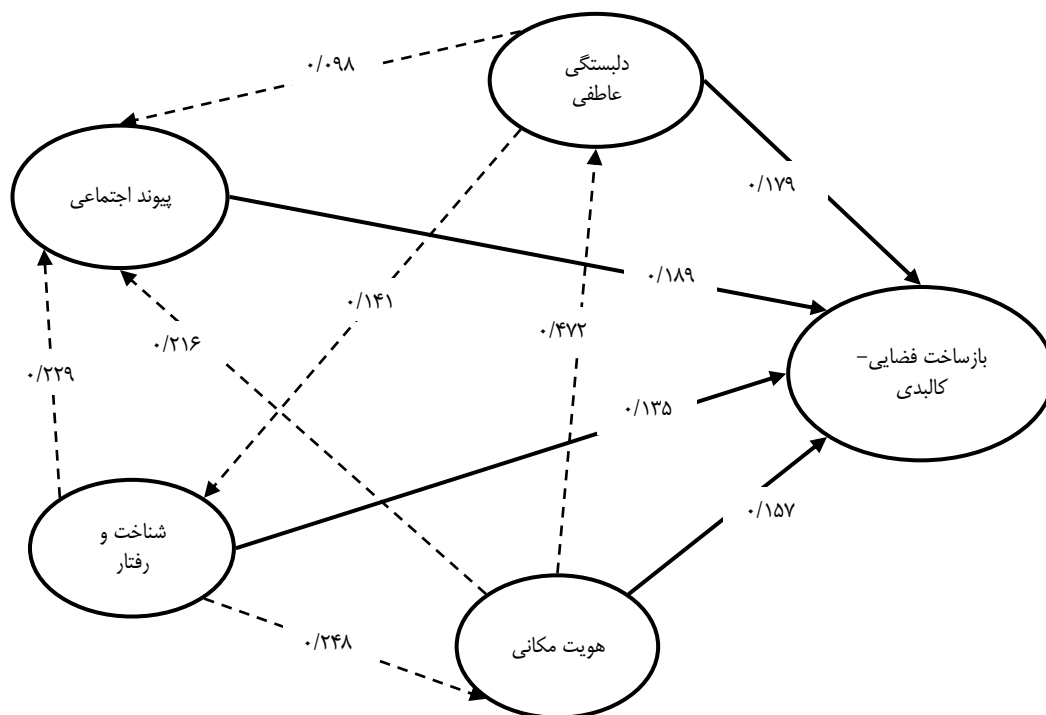 دلبستگی
عاطفی
۰/۰۹۸
۰/۱۷۹
پیوند اجتماعی
۰/۱۸۹
۰/۱۴۱
۰/۴۷۲
۰/۲۱۶
بازساخت فضایی–
کالبدی
۰/۲۲۹
۰/۱۳۵
۰/۱۵۷
شناخت و
رفتار
هویت مکانی
۰/۲۴۸